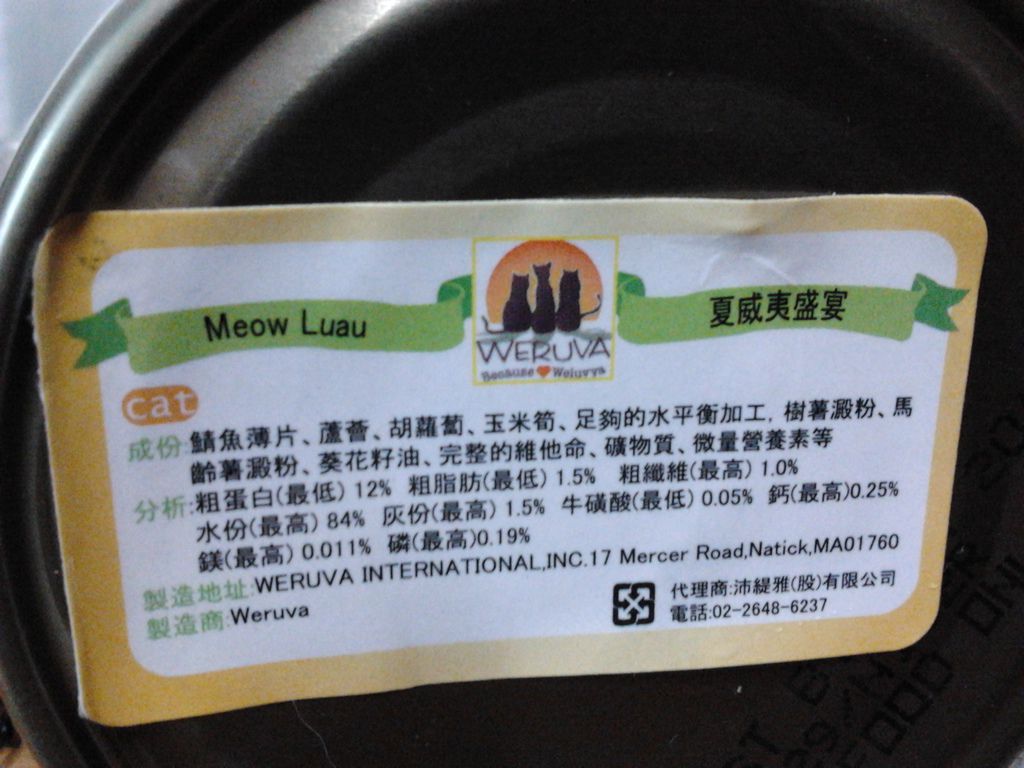 Meow Luau
夏威夷盛宴
WERUVA
Because Weluvya
cat
成份:鯖魚薄片、蘆薈、胡蘿蔔、玉米筍、足夠的水平衡加工, 樹薯澱粉、馬
齡薯澱粉、葵花籽油、完整的維他命、礦物質、微量營養素等
分析:粗蛋白(最低) 12% 粗脂肪(最低) 1.5% 粗纖維(最高) 1.0%
水份(最高) 84% 灰份(最高) 1.5% 牛磺酸(最低) 0.05% 鈣(最高)0.25%
鎂(最高) 0.011% 磷(最高)0.19%
製造地址:WERUVA INTERNATIONAL,INC.17 Mercer Road,Natick,MA01760
製造商:Weruva
代理商:沛緹雅(股)有限公司
電話:02-2648-6237